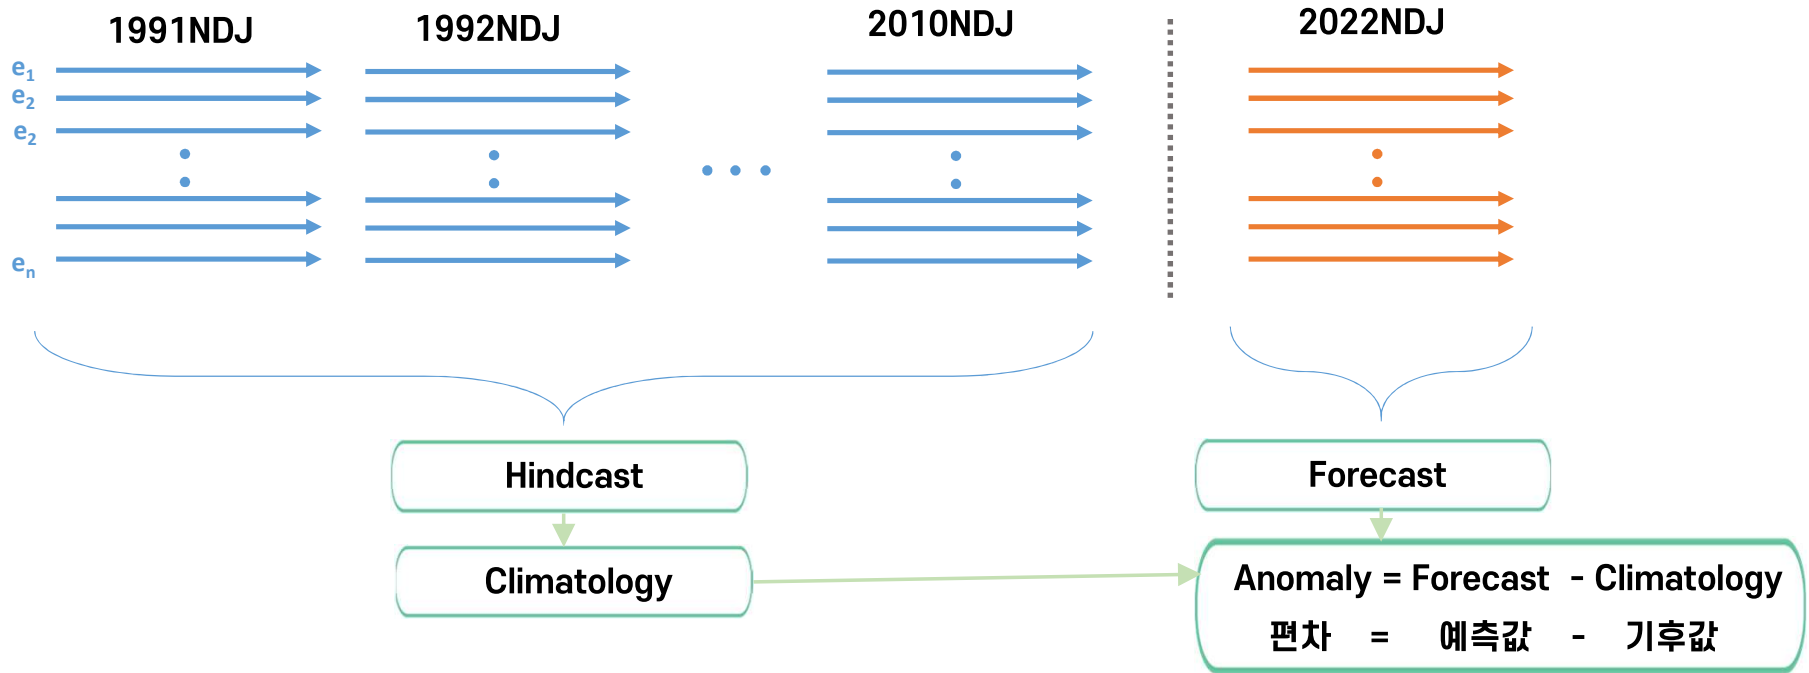 1991NDJ 1992NDJ 2010NDJ 2022NDJ
e1
e2
e2
en
Hindcast Forecast
Climatology
Anomaly = Forecast - Climatology
편차 = 예측값 - 기후값